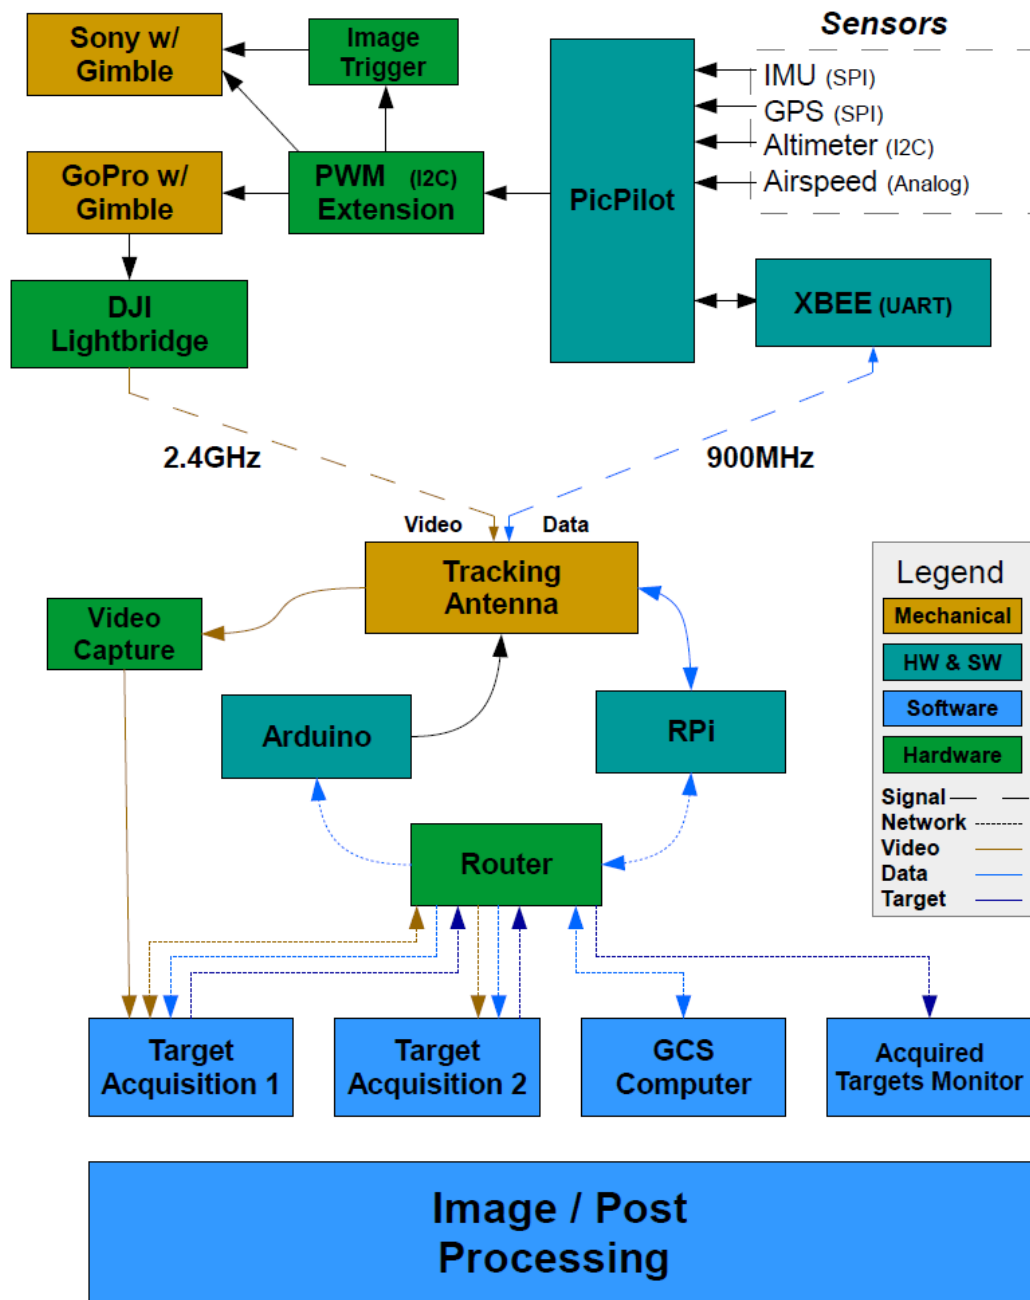 Sony w/
Gimble
Image
Trigger
Sensors
IMU (SPI)
GPS (SPI)
Altimeter (I2C)
Airspeed (Analog)
GoPro w/
Gimble
PWM (I2C)
Extension
PicPilot
DJI
Lightbridge
XBEE (UART)
2.4GHz
900MHz
Video
Data
Tracking
Antenna
Video
Capture
Arduino
RPi
Router
Legend
Mechanical
HW & SW
Software
Hardware
Signal
Network
Video
Data
Target
Target
Acquisition 1
Target
Acquisition 2
GCS
Computer
Acquired
Targets Monitor
Image / Post
Processing